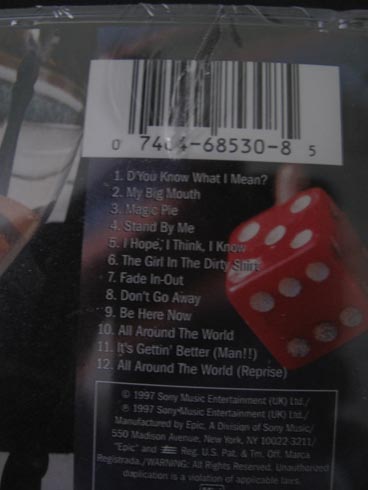 0 7464-68530-8 5
1. D'You Know What I Mean?
2. My Big Mouth
3. Magic Pie
4. Stand By Me
5. I Hope, I Think, I Know
6. The Girl In The Dirty Shirt
7. Fade In-Out
8. Don't Go Away
9. Be Here Now
10. All Around The World
11. It's Gettin' Better (Man!!)
12. All Around The World (Reprise)
© 1997 Sony Music Entertainment (UK) Ltd./
℗ 1997 Sony Music Entertainment (UK) Ltd./
Manufactured by Epic, A Division of Sony Music/
550 Madison Avenue, New York, NY 10022-3211/
"Epic" and Reg. U.S. Pat. & Tm. Off. Marca
Registrada./WARNING: All Rights Reserved. Unauthorized
duplication is a violation of applicable laws.